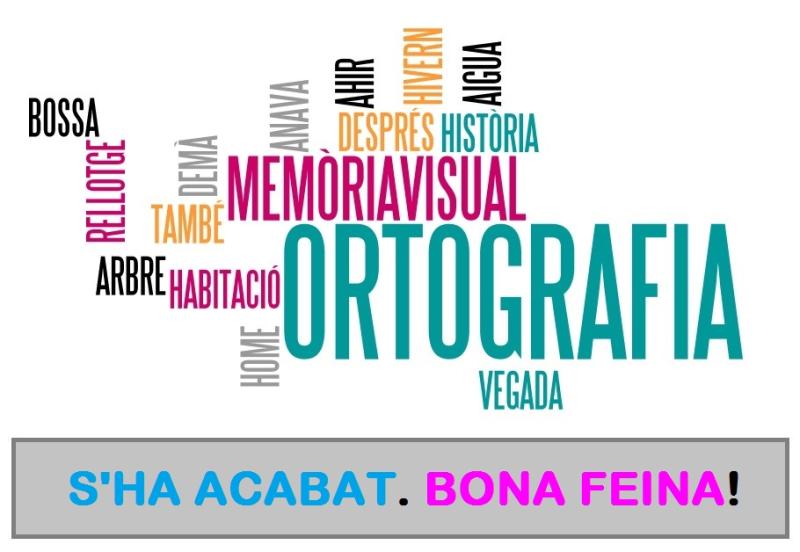 BOSSA
RELLOTGE
DEMÀ
ANAVA
AHIR
HIVERN
AIGUA
DESPRÉS
HISTÒRIA
TAMBÉ
MEMÒRIAVISUAL
ARBRE
HABITACIÓ
ORTOGRAFIA
HOME
VEGADA
S'HA ACABAT. BONA FEINA!